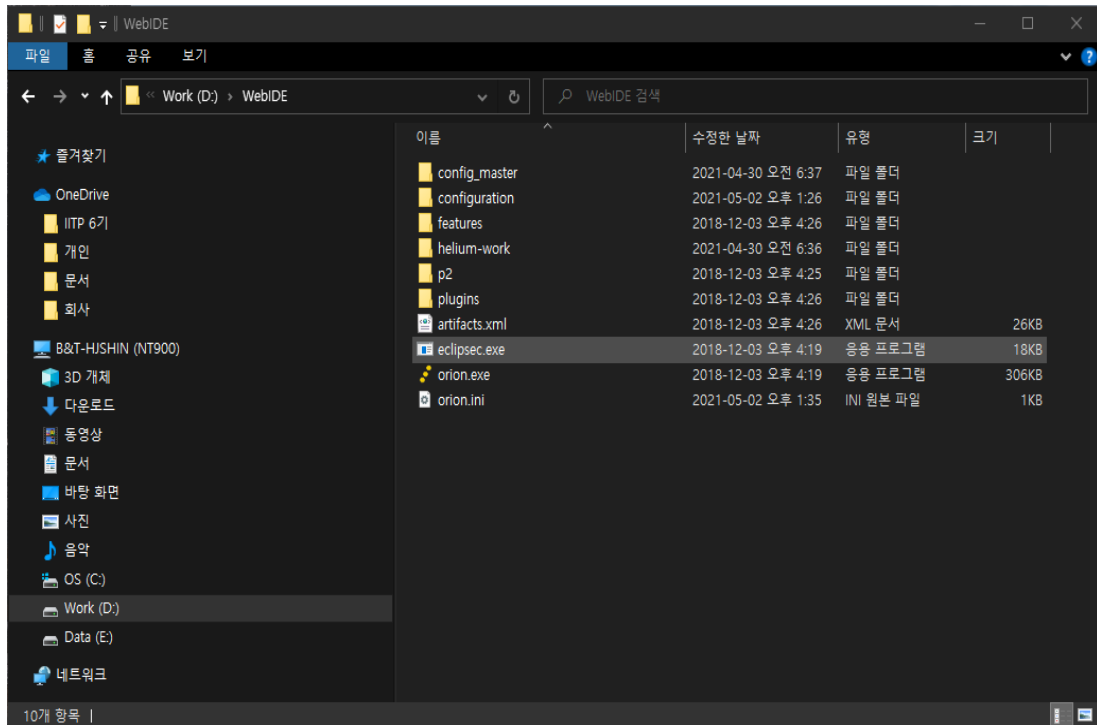 WebIDE
파일 홈 공유 보기
« Work (D:) › WebIDE
WebIDE 검색
즐겨찾기
OneDrive
IITP 6기
개인
문서
회사
B&T-HJSHIN (NT900)
3D 개체
다운로드
동영상
문서
바탕 화면
사진
음악
OS (C:)
Work (D:)
Data (E:)
네트워크
이름 수정한 날짜 유형 크기
config_master 2021-04-30 오전 6:37 파일 폴더
configuration 2021-05-02 오후 1:26 파일 폴더
features 2018-12-03 오후 4:26 파일 폴더
helium-work 2021-04-30 오전 6:36 파일 폴더
p2 2018-12-03 오후 4:25 파일 폴더
plugins 2018-12-03 오후 4:26 파일 폴더
artifacts.xml 2018-12-03 오후 4:26 XML 문서 26KB
eclipsec.exe 2018-12-03 오후 4:19 응용 프로그램 18KB
orion.exe 2018-12-03 오후 4:19 응용 프로그램 306KB
orion.ini 2021-05-02 오후 1:35 INI 원본 파일 1KB
10개 항목